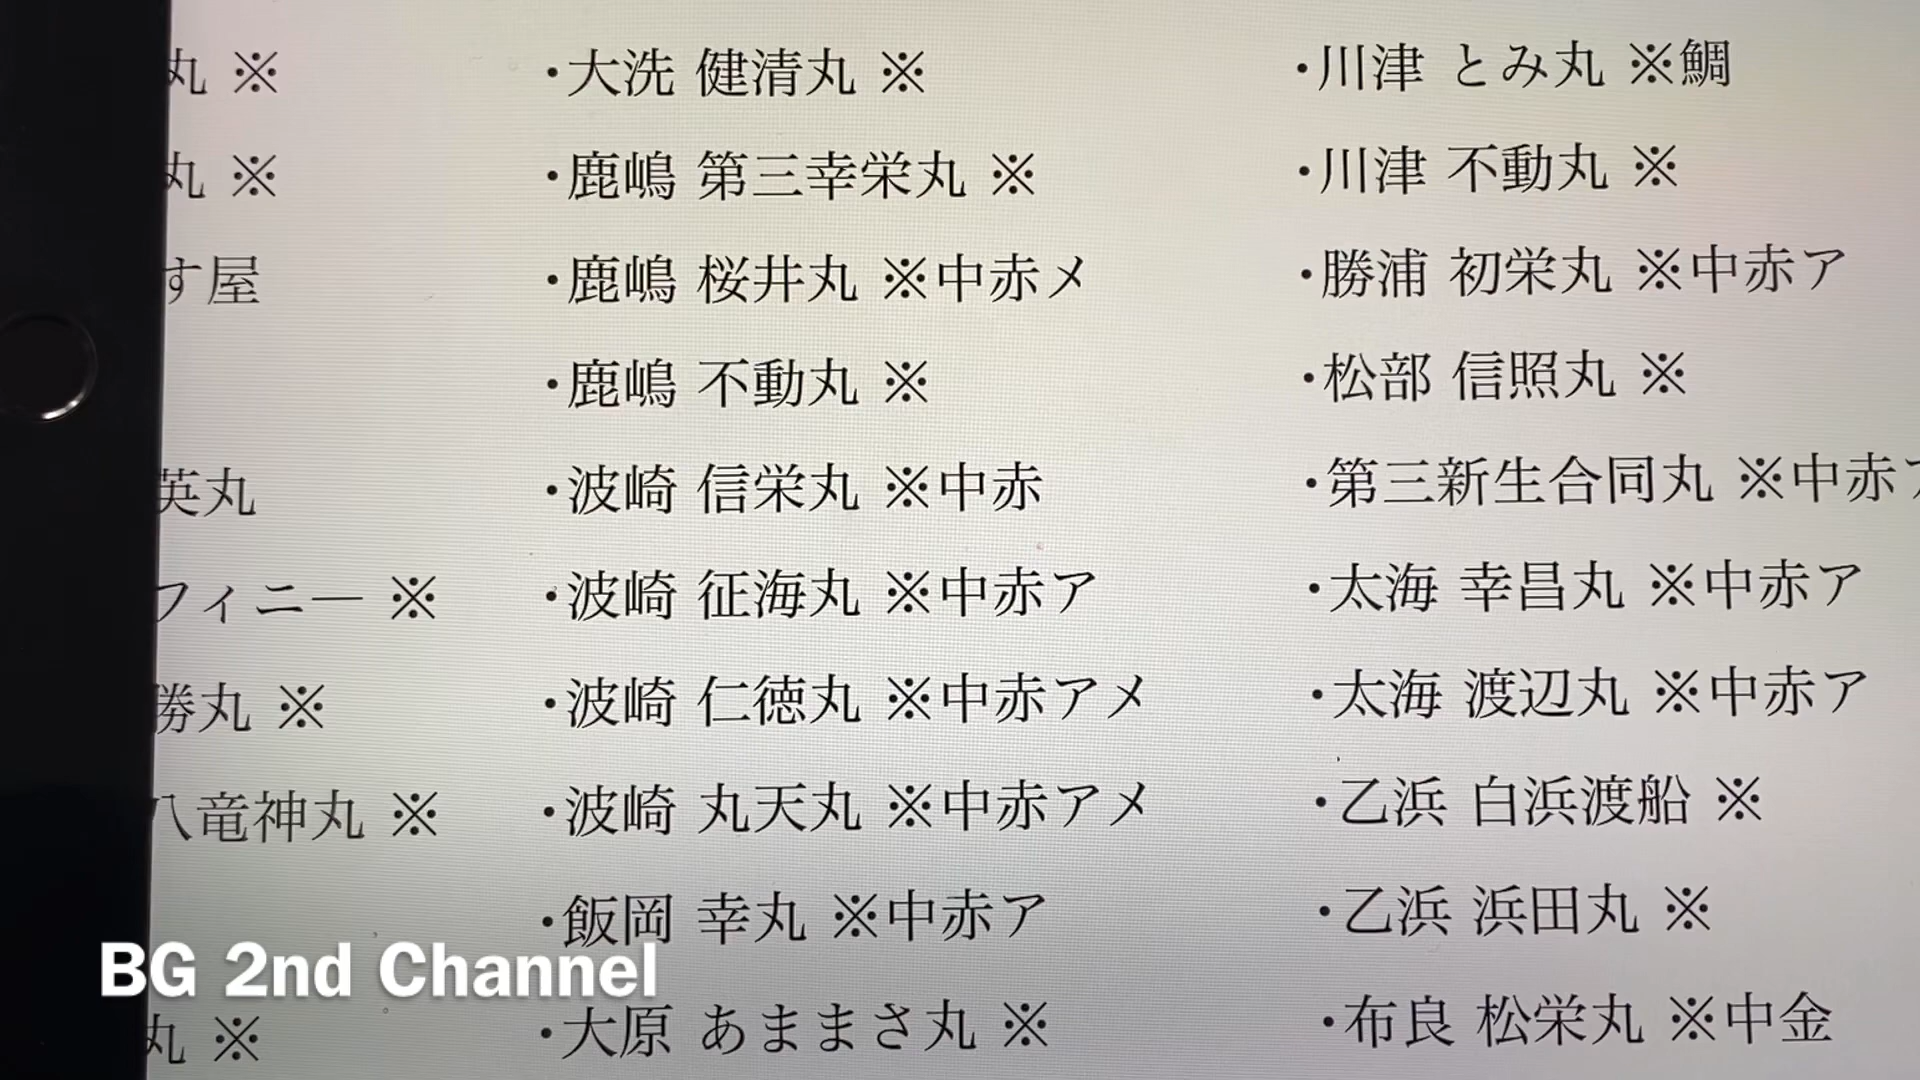 丸 ※
丸 ※
す屋
英丸
フィニー ※
勝丸 ※
八竜神丸 ※
丸 ※
・大洗 健清丸 ※
・鹿嶋 第三幸栄丸 ※
・鹿嶋 桜井丸 ※中赤メ
・鹿嶋 不動丸 ※
・波崎 信栄丸 ※中赤
・波崎 征海丸 ※中赤ア
・波崎 仁徳丸 ※中赤アメ
・波崎 丸天丸 ※中赤アメ
・飯岡 幸丸 ※中赤ア
・大原 あままさ丸 ※
・川津 とみ丸 ※鯛
・川津 不動丸 ※
・勝浦 初栄丸 ※中赤ア
・松部 信照丸 ※
・第三新生合同丸 ※中赤ア
・太海 幸昌丸 ※中赤ア
・太海 渡辺丸 ※中赤ア
・乙浜 白浜渡船 ※
・乙浜 浜田丸 ※
・布良 松栄丸 ※中金
BG 2nd Channel